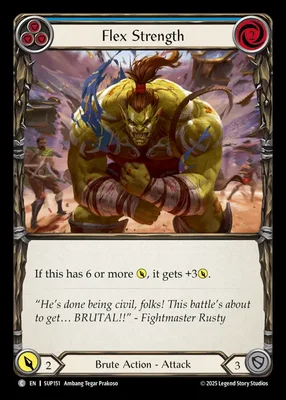 Flex Strength
If this has 6 or more , it gets +3.
“He’s done being civil, folks! This battle’s about
to get… BRUTAL!!” - Fightmaster Rusty
2
Brute Action - Attack
3
C EN | SUP151 Ambang Tegar Prakoso
©2025 Legend Story Studios